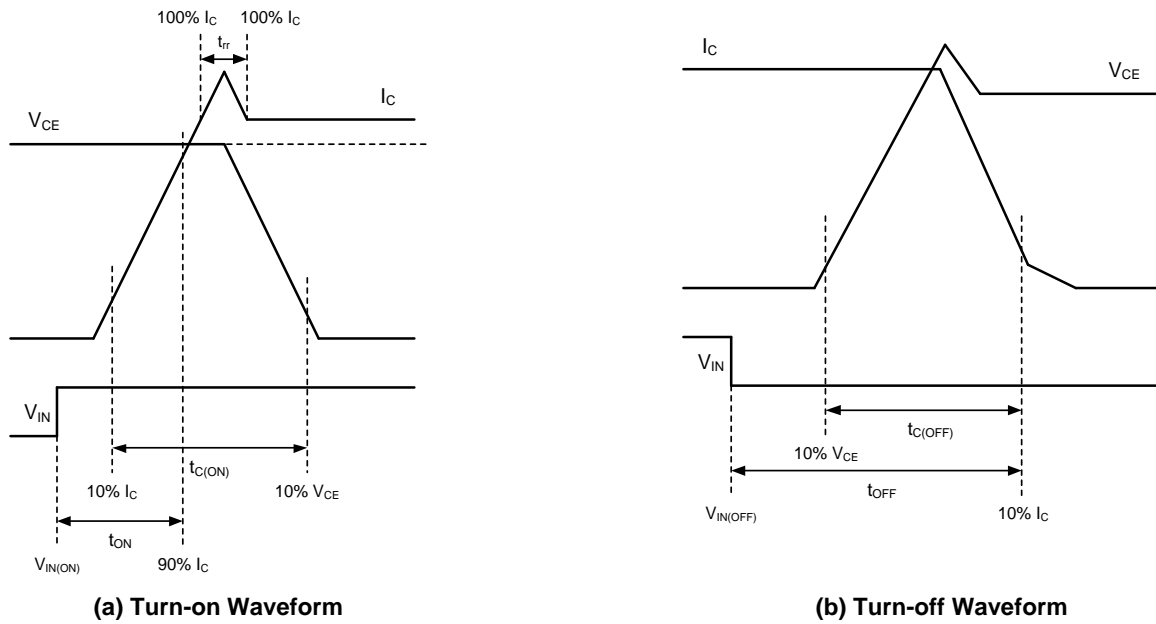 100% I_C 100% I_C
t_rr
I_C
V_CE
V_IN
t_C(ON)
10% I_C
10% V_CE
t_ON
V_IN(ON)
90% I_C
(a) Turn-on Waveform
I_C
V_CE
V_IN
t_C(OFF)
10% V_CE
t_OFF
V_IN(OFF)
10% I_C
(b) Turn-off Waveform